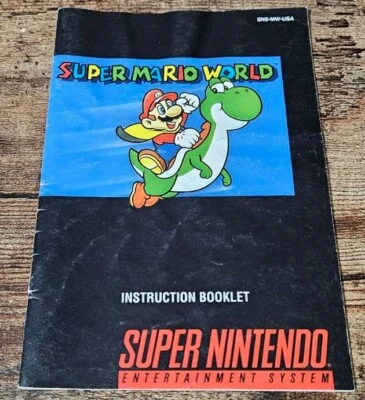 SNS-MW-USA
SUPER MARIO WORLD
INSTRUCTION BOOKLET
SUPER NINTENDO
ENTERTAINMENT SYSTEM